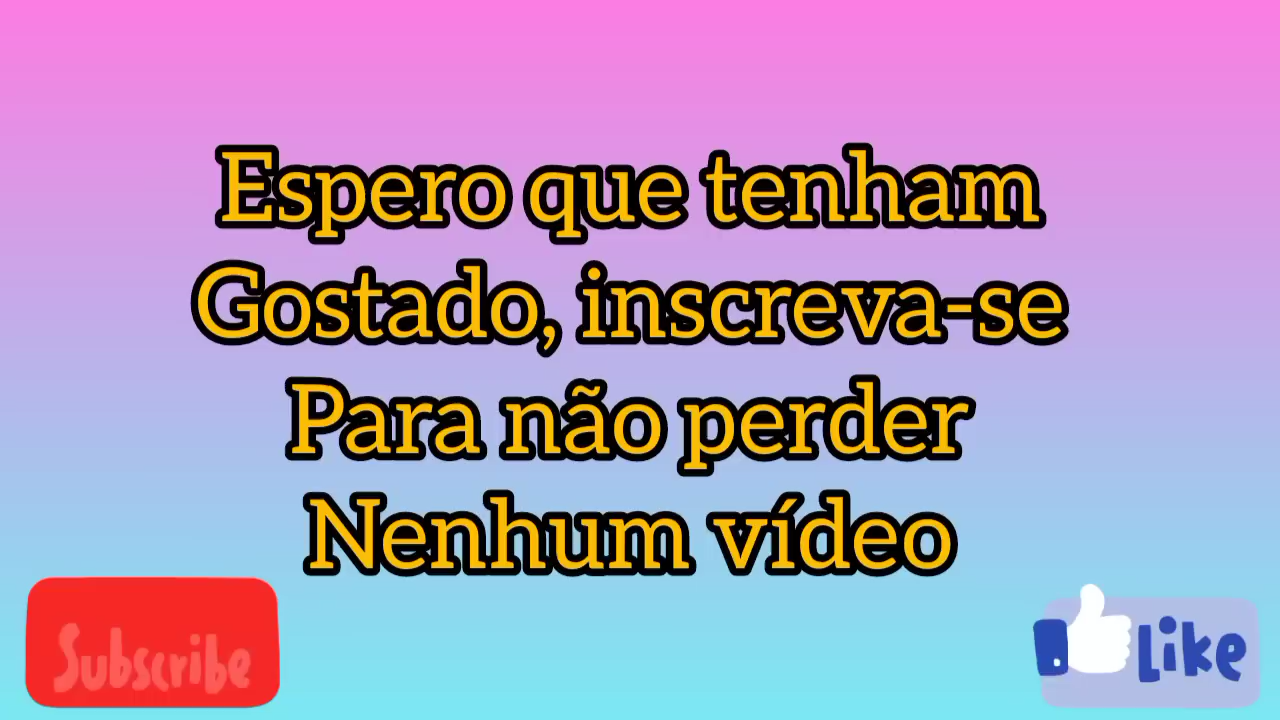 Espero que tenham
Gostado, inscreva-se
Para não perder
Nenhum vídeo
Subscribe
Like